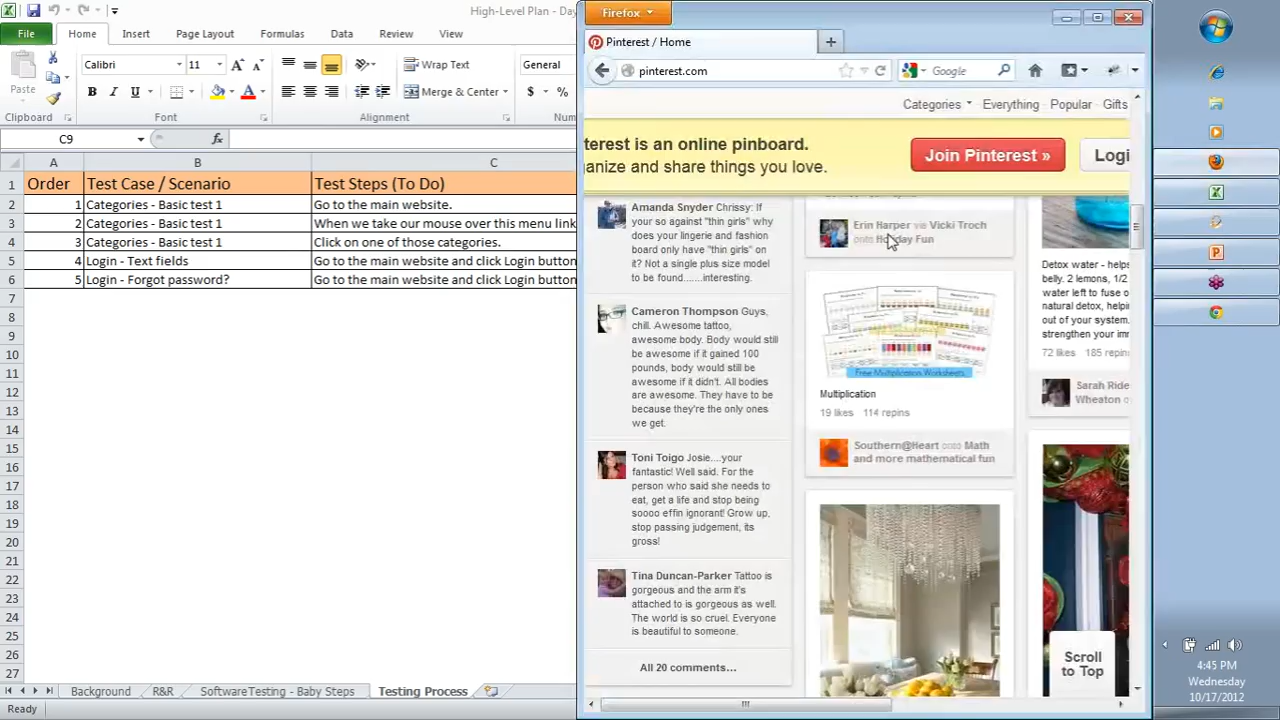 High-Level Plan - Day
File
Home
Insert
Page Layout
Formulas
Data
Review
View
Calibri
11
Wrap Text
General
Paste
Merge & Center
$
%
Clipboard
Font
Alignment
C9
fx
A
B
C
1
Order
Test Case / Scenario
Test Steps (To Do)
2
1
Categories - Basic test 1
Go to the main website.
3
2
Categories - Basic test 1
When we take our mouse over this menu link
4
3
Categories - Basic test 1
Click on one of those categories.
5
4
Login - Text fields
Go to the main website and click Login button
6
5
Login - Forgot password?
Go to the main website and click Login button
7
8
9
10
11
12
13
14
15
16
17
18
19
20
21
22
23
24
25
26
27
Background
R&R
SoftwareTesting - Baby Steps
Testing Process
Ready
Firefox
Pinterest / Home
pinterest.com
Google
Categories
Everything
Popular
Gifts
terest is an online pinboard.
anize and share things you love.
Join Pinterest »
Logi
Amanda Snyder Chrissy: If
your so against "thin girls" why
does your engineer and fashion
board only have "thin girls" on
it? Not a single plus size model
to be found.......interesting.
Cameron Thompson Guys,
chill. Awesome tattoo,
awesome body. Body would still
be awesome if it gained 100
pounds, body would still be
awesome if it didn't. All bodies
are awesome. They have to be
because they're the only ones
we get.
Toni Toigo Josie....your
fantastic! Well said. For the
person who said she needs to
eat, get a life and stop being
soooo effin ignorant! Grow up,
stop passing judgement, its
gross!
Tina Duncan-Parker Tattoo is
gorgeous and the arm it's
attached to is gorgeous as well.
The world is so cruel. Everyone
is beautiful to someone.
All 20 comments...
Erin Harper via Vicki Troch
onto Holiday Fun
Free Multiplication Worksheets
Multiplication
19 likes 114 repins
Southern@Heart onto Math
and more mathematical fun
Detox water - helps
belly. 2 lemons, 1/2
water left to fuse o
natural detox, helpin
out of your system.
strengthen your imm
72 likes 185 repin
Sarah Ride
Wheaton o
Scroll
to Top
4:45 PM
Wednesday
10/17/2012